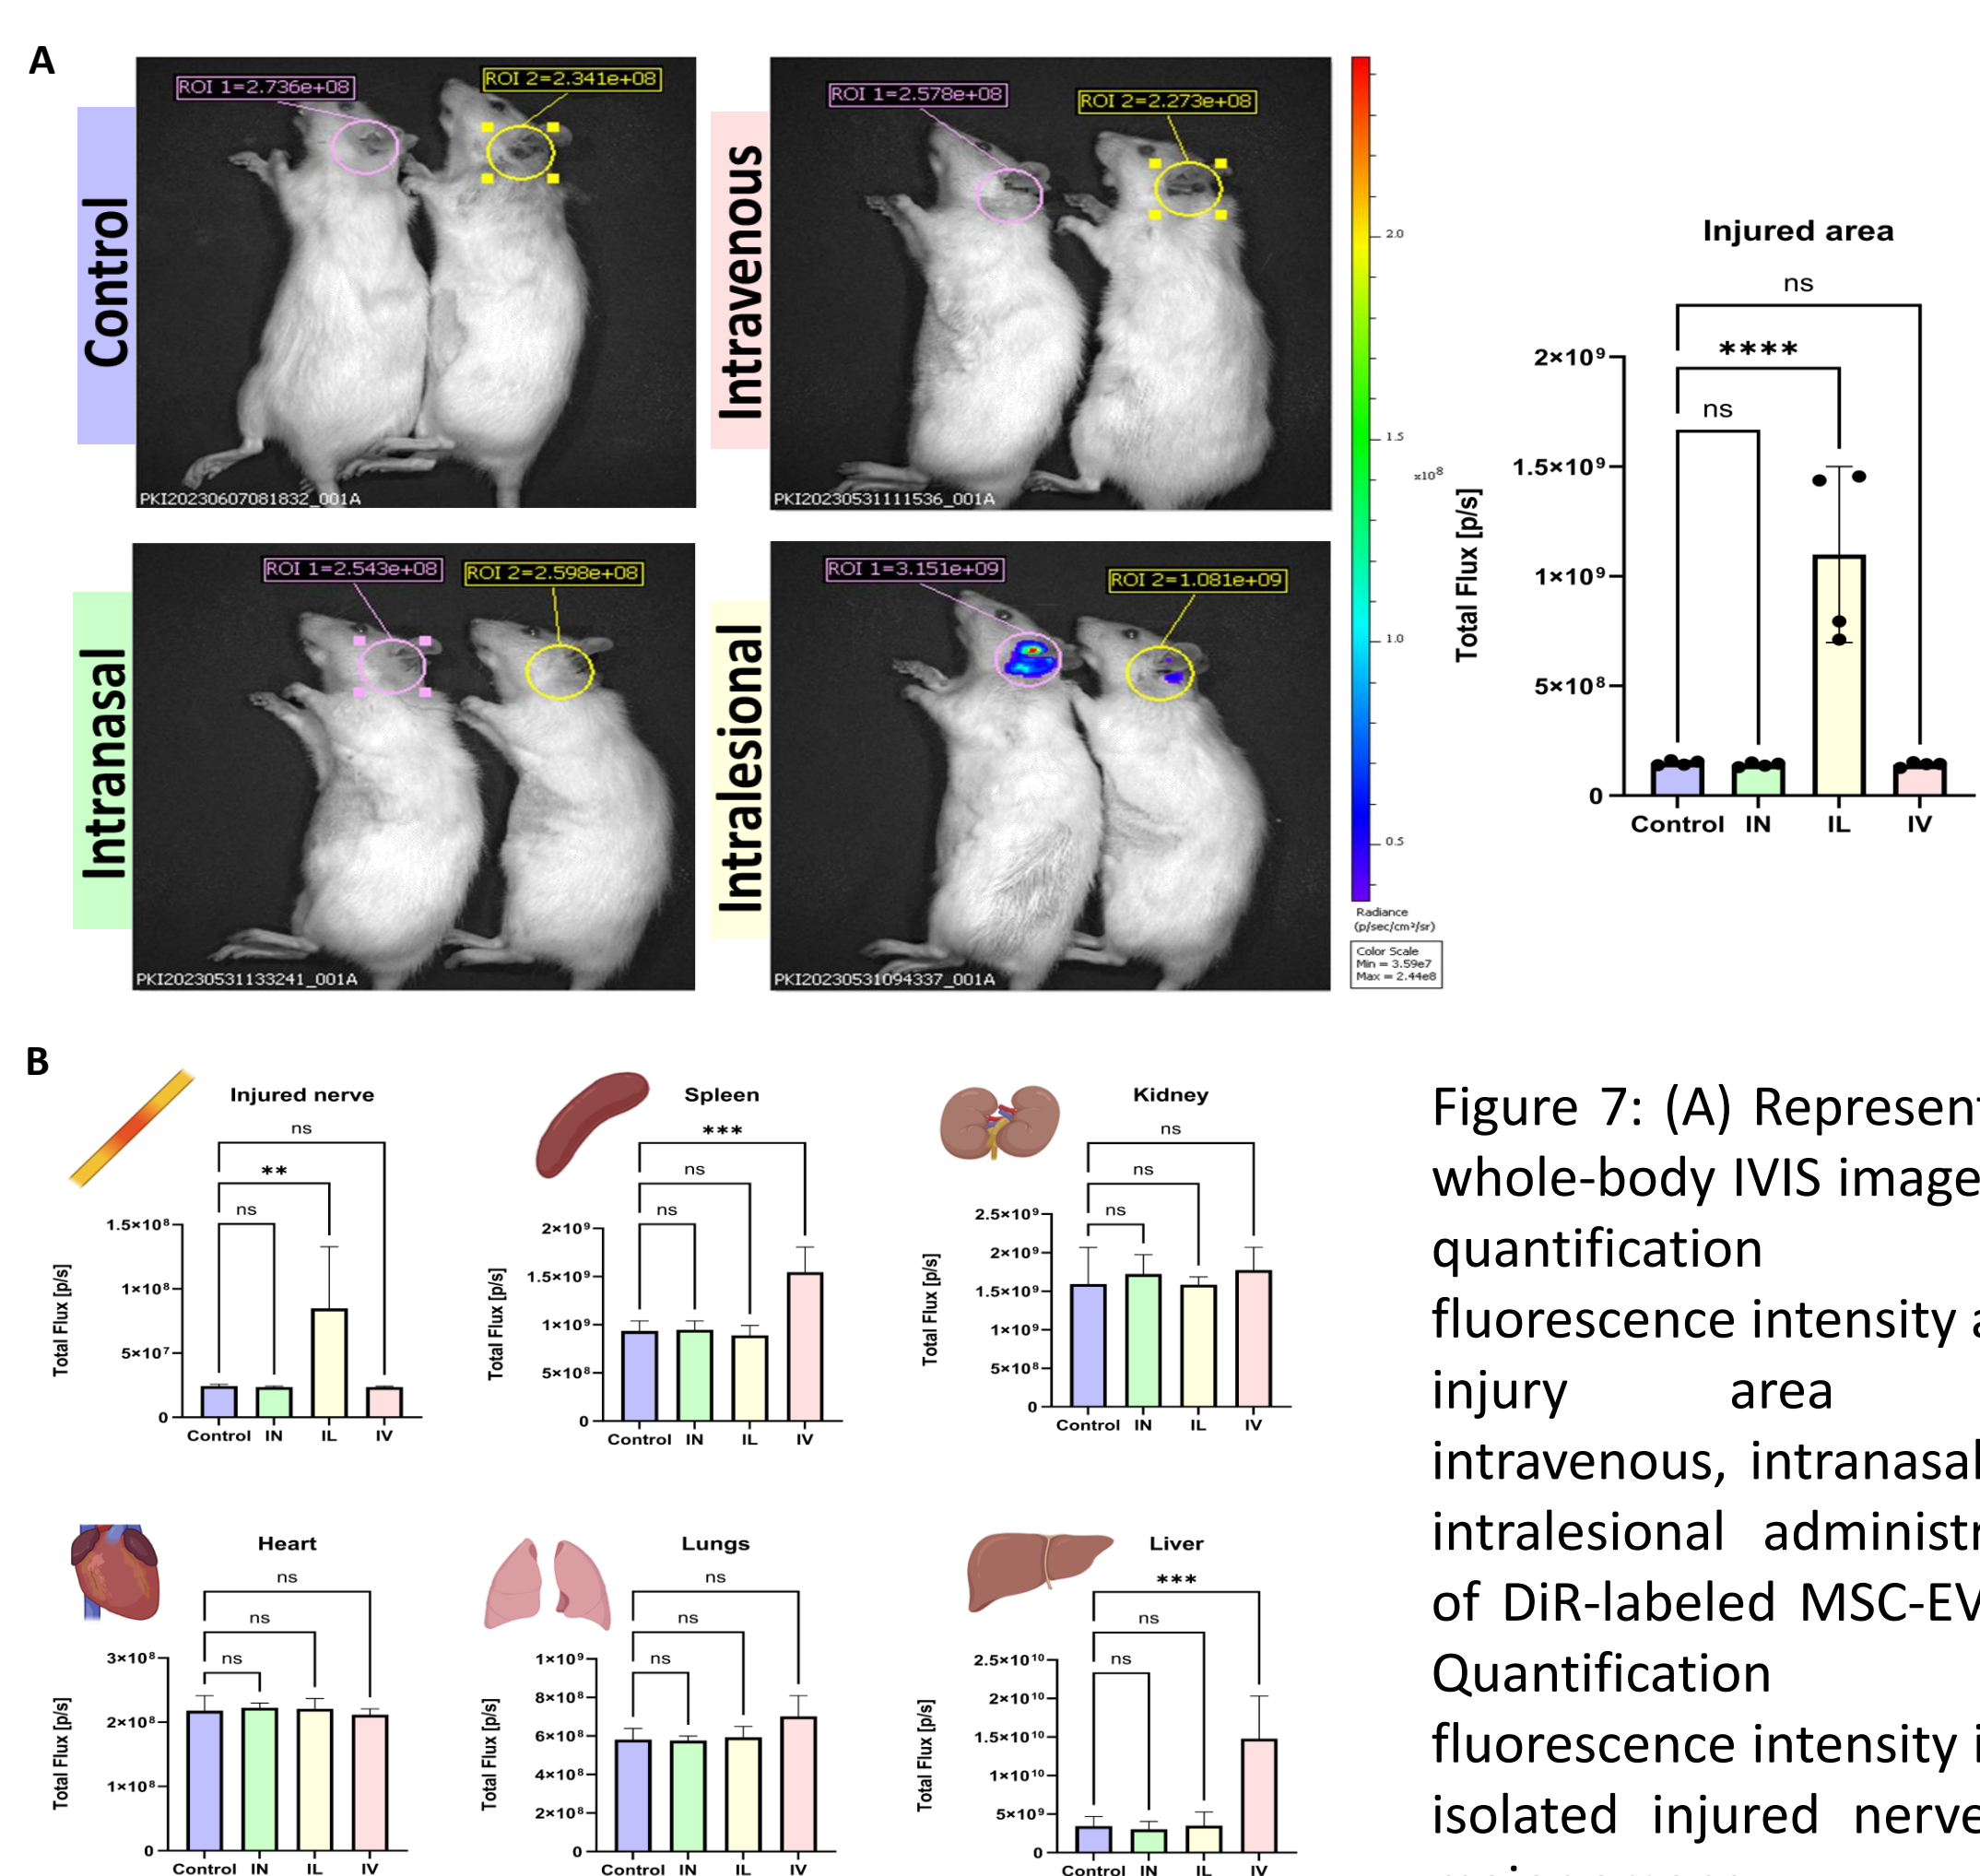 A
Control
ROI 1=2.736e+08
ROI 2=2.341e+08
PKI20230607081832_001A
Intravenous
ROI 1=2.578e+08
ROI 2=2.273e+08
PKI20230531111536_001A
Intranasal
ROI 1=2.543e+08
ROI 2=2.598e+08
PKI20230531133241_001A
Intralesional
ROI 1=3.151e+09
ROI 2=1.081e+09
PKI20230531094337_001A
2.0
1.5
x10⁸
1.0
0.5
Radiance
(p/sec/cm²/sr)
Color Scale
Min = 3.59e7
Max = 2.44e8
Injured area
ns
****
ns
Total Flux [p/s]
2×10⁹
1.5×10⁹
1×10⁹
5×10⁸
0
Control IN IL IV
B
Injured nerve
ns
**
ns
Total Flux [p/s]
1.5×10⁸
1×10⁸
5×10⁷
0
Control IN IL IV
Spleen
***
ns
ns
Total Flux [p/s]
2×10⁹
1.5×10⁹
1×10⁹
5×10⁸
0
Control IN IL IV
Kidney
ns
ns
ns
Total Flux [p/s]
2.5×10⁹
2×10⁹
1.5×10⁹
1×10⁹
5×10⁸
0
Control IN IL IV
Heart
ns
ns
ns
Total Flux [p/s]
3×10⁸
2×10⁸
1×10⁸
0
Control IN IL IV
Lungs
ns
ns
ns
Total Flux [p/s]
1×10⁹
8×10⁸
6×10⁸
4×10⁸
2×10⁸
0
Control IN IL IV
Liver
***
ns
ns
Total Flux [p/s]
2.5×10¹⁰
2×10¹⁰
1.5×10¹⁰
1×10¹⁰
5×10⁹
0
Control IN IL IV
Figure 7: (A) Represent
whole-body IVIS image
quantification
fluorescence intensity a
injury area
intravenous, intranasal
intralesional administr
of DiR-labeled MSC-EV
Quantification
fluorescence intensity i
isolated injured nerve